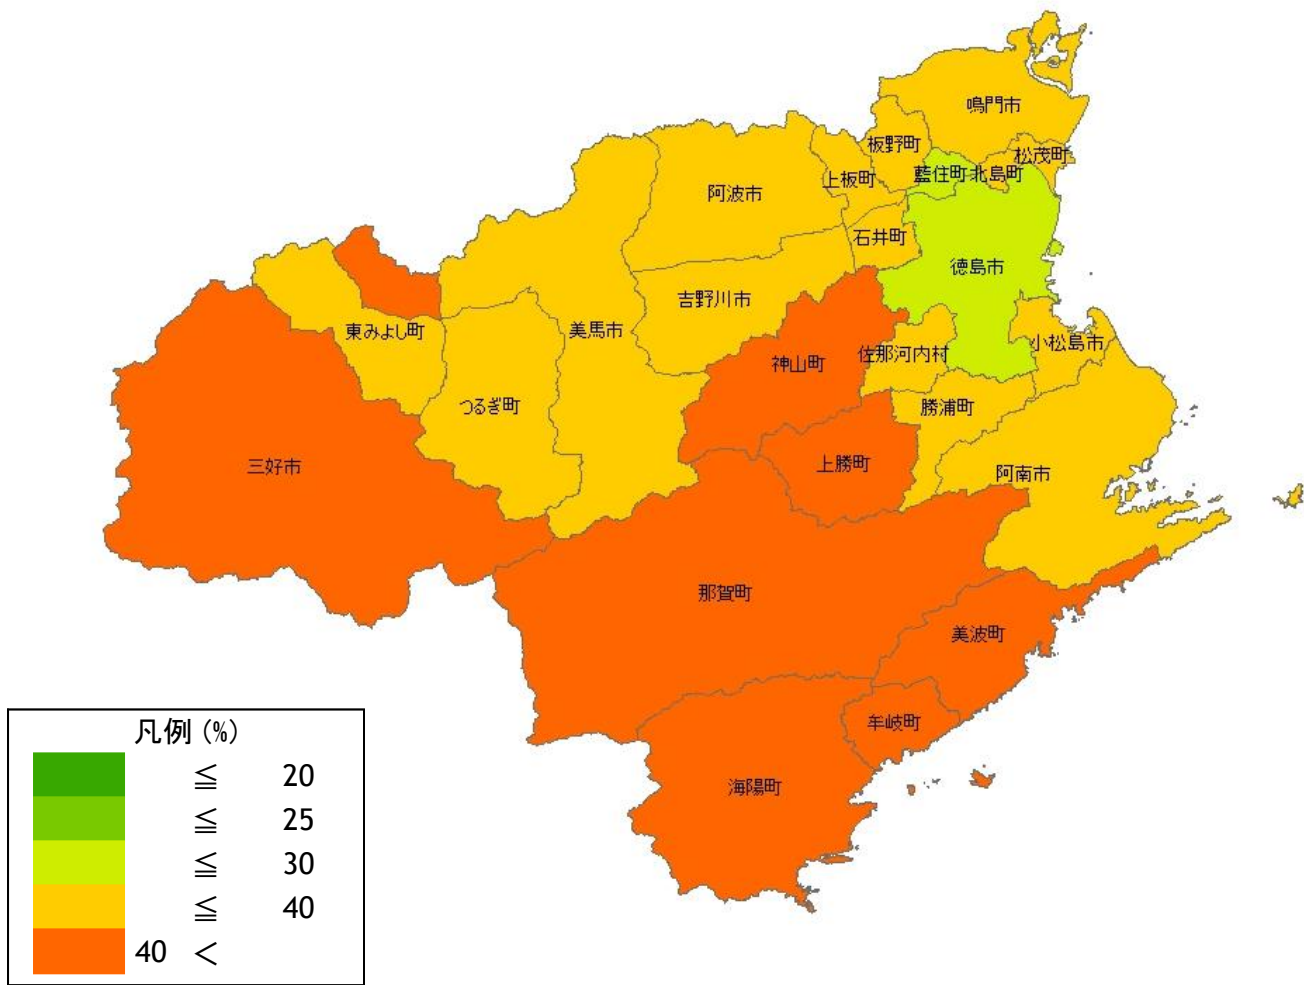 鳴門市
板野町
松茂町
藍住町
北島町
上板町
阿波市
石井町
徳島市
吉野川市
東みよし町
美馬市
小松島市
佐那河内村
神山町
つるぎ町
勝浦町
三好市
上勝町
阿南市
那賀町
美波町
牟岐町
海陽町
凡例 (%)
≦ 20
≦ 25
≦ 30
≦ 40
40 <